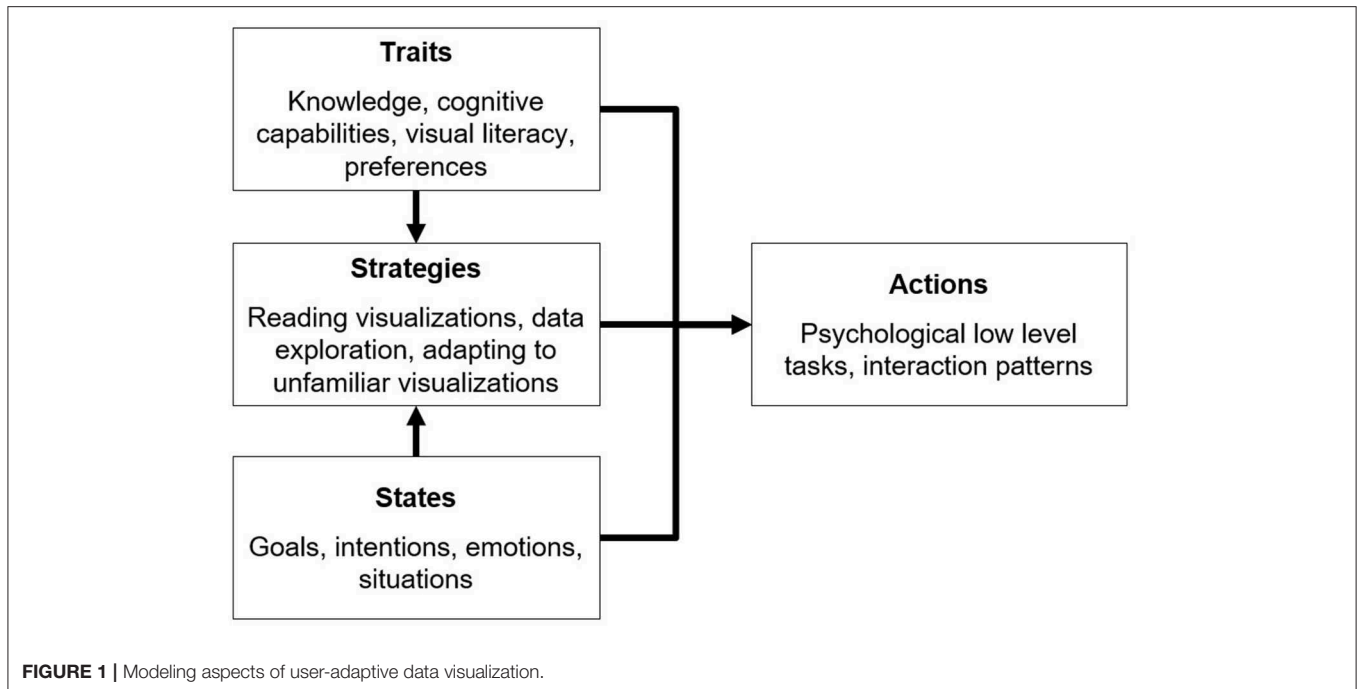 Traits
Knowledge, cognitive
capabilities, visual literacy,
preferences
Strategies
Reading visualizations, data
exploration, adapting to
unfamiliar visualizations
States
Goals, intentions, emotions,
situations
Actions
Psychological low level
tasks, interaction patterns
FIGURE 1 | Modeling aspects of user-adaptive data visualization.